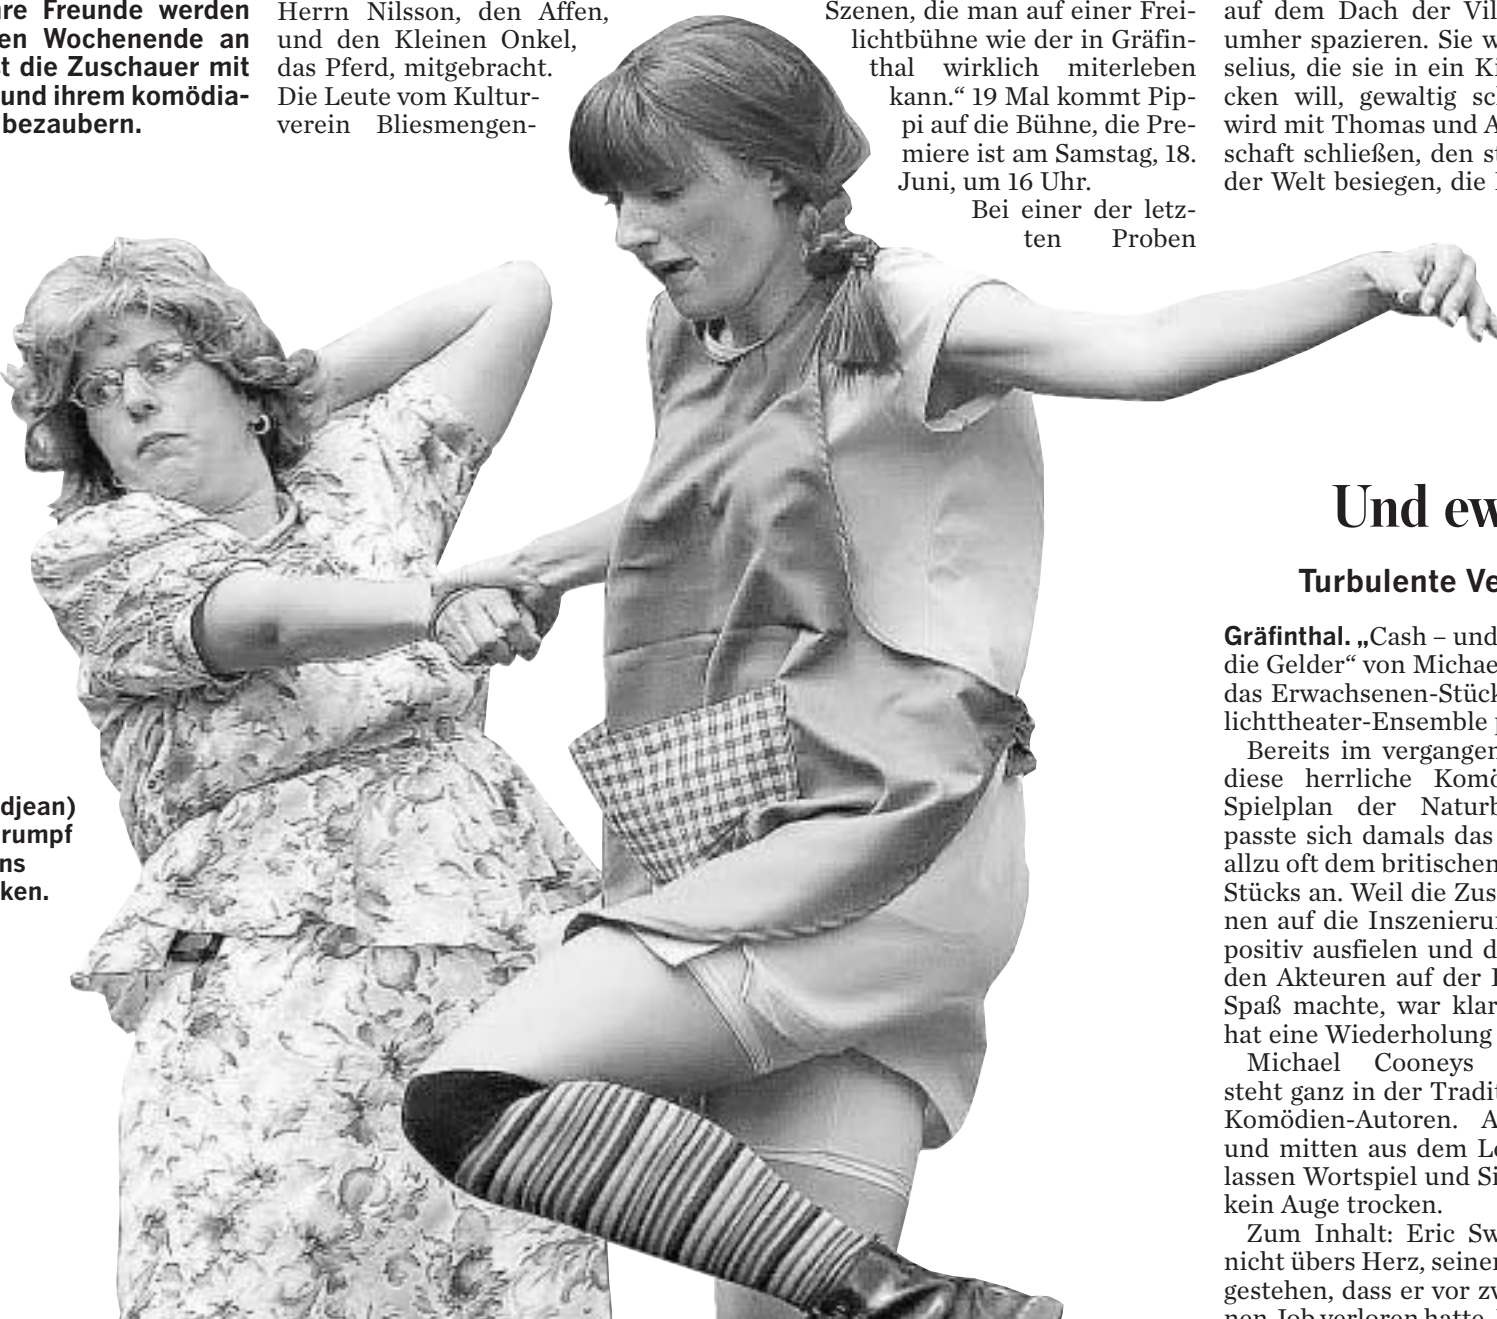 hre Freunde werden
en Wochenende an
t die Zuschauer mit
und ihrem komödia-
bezaubern.
Herrn Nilsson, den Affen,
und den Kleinen Onkel,
das Pferd, mitgebracht.
Die Leute vom Kultur-
verein Bliesmengen-
Szenen, die man auf einer Frei-
lichtbühne wie der in Gräfin-
thal wirklich miterleben
kann.“ 19 Mal kommt Pip-
pi auf die Bühne, die Pre-
miere ist am Samstag, 18.
Juni, um 16 Uhr.
Bei einer der letz-
ten Proben
auf dem Dach der Vil
umher spazieren. Sie w
selius, die sie in ein Ki
cken will, gewaltig sc
wird mit Thomas und A
schaft schließen, den st
der Welt besiegen, die
djean)
rumpf
ns
ken.
Und ew
Turbulente Ve
Gräfinthal. „Cash – und
die Gelder“ von Michae
das Erwachsenen-Stück
lichttheater-Ensemble
Bereits im vergangen
diese herrliche Komö
Spielplan der Naturb
passte sich damals das
allzu oft dem britischen
Stücks an. Weil die Zus
nen auf die Inszenieru
positiv ausfielen und d
den Akteuren auf der
Spaß machte, war klar
hat eine Wiederholung
Michael Cooneys
steht ganz in der Tradit
Komödien-Autoren. A
und mitten aus dem Le
lassen Wortspiel und Si
kein Auge trocken.
Zum Inhalt: Eric Sw
nicht übers Herz, seiner
gestehen, dass er vor zw
nen Job verloren hatte.